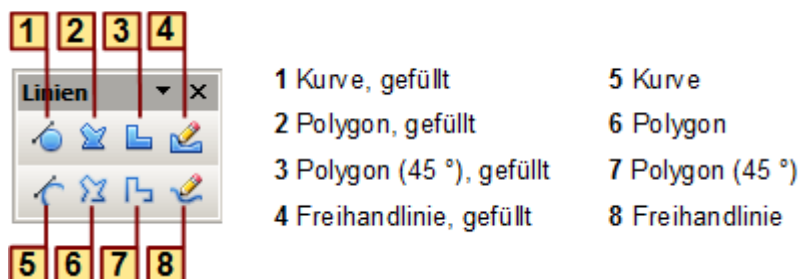 1 2 3 4
Linien
5 6 7 8
1 Kurve, gefüllt
2 Polygon, gefüllt
3 Polygon (45 °), gefüllt
4 Freihandlinie, gefüllt
5 Kurve
6 Polygon
7 Polygon (45 °)
8 Freihandlinie